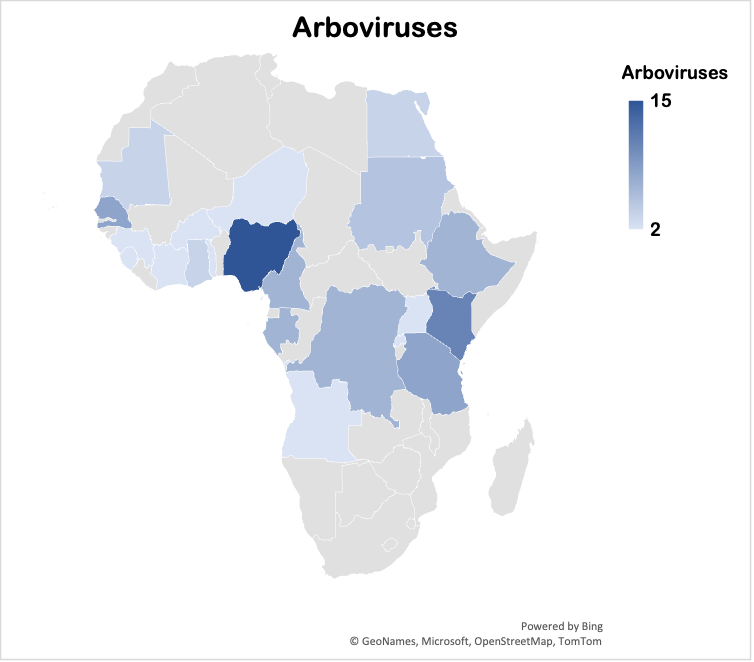 Arboviruses
Arboviruses
15
2
Powered by Bing
© GeoNames, Microsoft, OpenStreetMap, TomTom